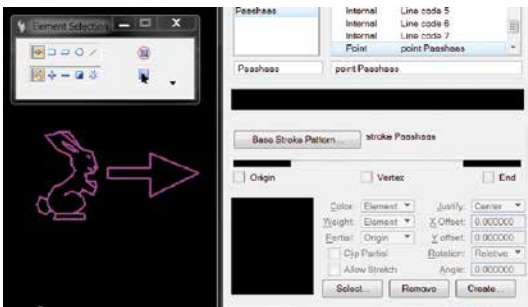 Element Selection
Paashaas
Internal Line code 5
Internal Line code 6
Internal Line code 7
Point point Paashaas
Paashaas
point Paashaas
Base Stroke Pattern... stroke Paashaas
Origin
Vertex
End
Color: Element
Justify: Center
Weight: Element
X Offset: 0.000000
Partial: Origin
Y offset: 0.000000
Clip Partial
Rotation: Relative
Allow Stretch
Angle: 0.000000
Select...
Remove
Create...